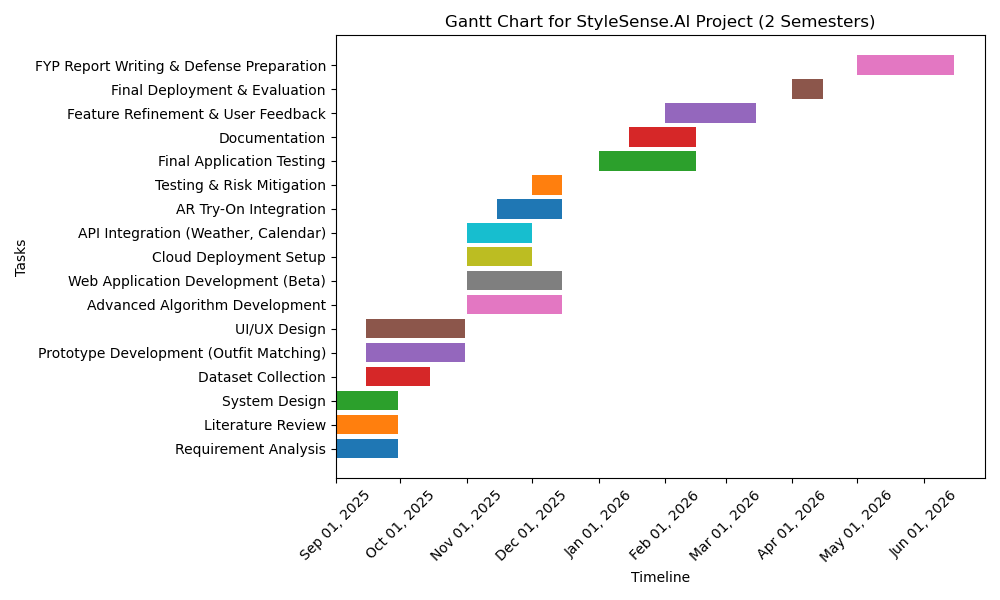 Gantt Chart for StyleSense.AI Project (2 Semesters)
Tasks
FYP Report Writing & Defense Preparation
Final Deployment & Evaluation
Feature Refinement & User Feedback
Documentation
Final Application Testing
Testing & Risk Mitigation
AR Try-On Integration
API Integration (Weather, Calendar)
Cloud Deployment Setup
Web Application Development (Beta)
Advanced Algorithm Development
UI/UX Design
Prototype Development (Outfit Matching)
Dataset Collection
System Design
Literature Review
Requirement Analysis
Sep 01, 2025
Oct 01, 2025
Nov 01, 2025
Dec 01, 2025
Jan 01, 2026
Feb 01, 2026
Mar 01, 2026
Apr 01, 2026
May 01, 2026
Jun 01, 2026
Timeline